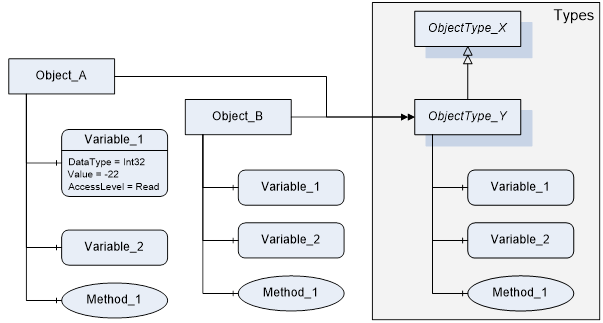 Types
ObjectType_X
Object_A
Object_B
ObjectType_Y
Variable_1
DataType = Int32
Value = -22
AccessLevel = Read
Variable_1
Variable_1
Variable_2
Variable_2
Variable_2
Method_1
Method_1
Method_1